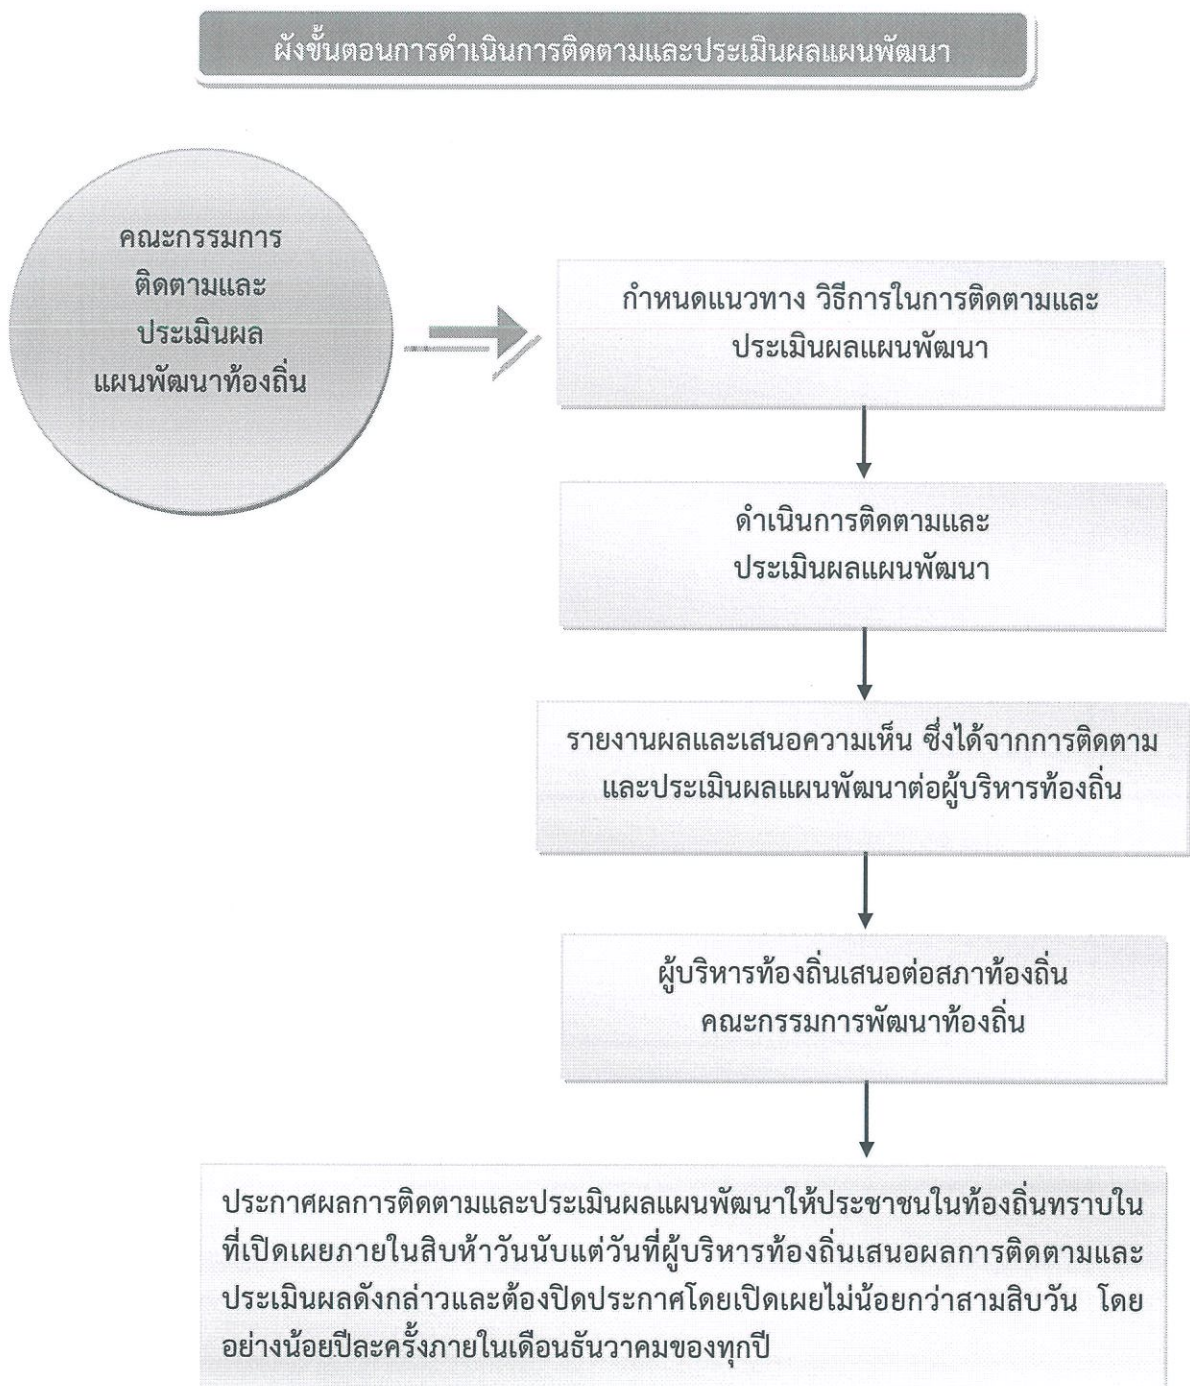 ผังขั้นตอนการดำเนินการติดตามและประเมินผลแผนพัฒนา
คณะกรรมการ
ติดตามและ
ประเมินผล
แผนพัฒนาท้องถิ่น
กำหนดแนวทาง วิธีการในการติดตามและ
ประเมินผลแผนพัฒนา
ดำเนินการติดตามและ
ประเมินผลแผนพัฒนา
รายงานผลและเสนอความเห็น ซึ่งได้จากการติดตาม
และประเมินผลแผนพัฒนาต่อผู้บริหารท้องถิ่น
ผู้บริหารท้องถิ่นเสนอต่อสภาท้องถิ่น
คณะกรรมการพัฒนาท้องถิ่น
ประกาศผลการติดตามและประเมินผลแผนพัฒนาให้ประชาชนในท้องถิ่นทราบใน
ที่เปิดเผยภายในสิบห้าวันนับแต่วันที่ผู้บริหารท้องถิ่นเสนอผลการติดตามและ
ประเมินผลดังกล่าวและต้องปิดประกาศโดยเปิดเผยไม่น้อยกว่าสามสิบวัน โดย
อย่างน้อยปีละครั้งภายในเดือนธันวาคมของทุกปี